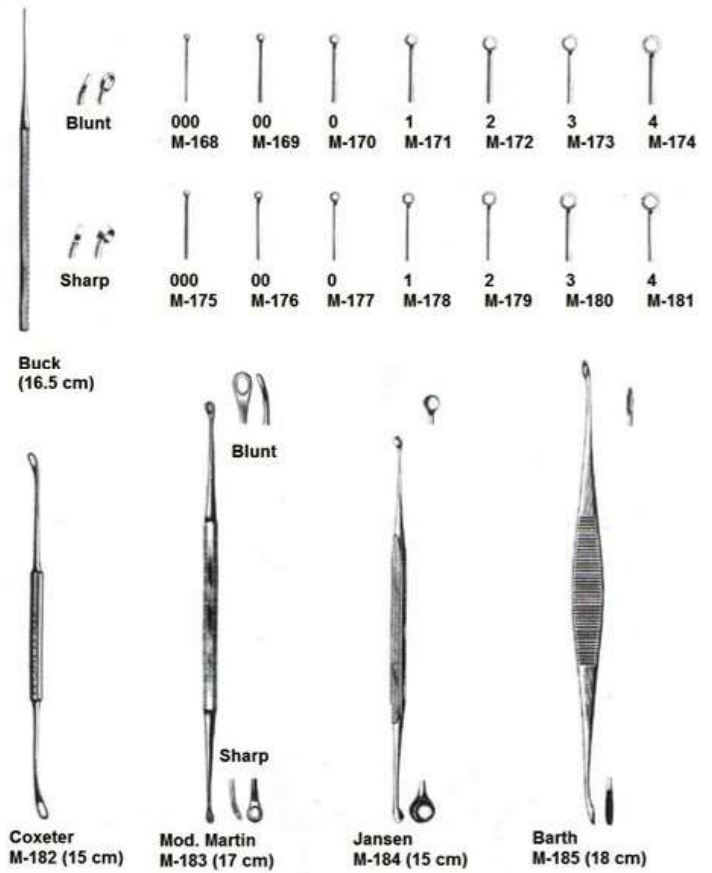 Blunt
000 00 0 1 2 3 4
M-168 M-169 M-170 M-171 M-172 M-173 M-174
Sharp
000 00 0 1 2 3 4
M-175 M-176 M-177 M-178 M-179 M-180 M-181
Buck
(16.5 cm)
Blunt
Sharp
Coxeter
M-182 (15 cm)
Mod. Martin
M-183 (17 cm)
Jansen
M-184 (15 cm)
Barth
M-185 (18 cm)